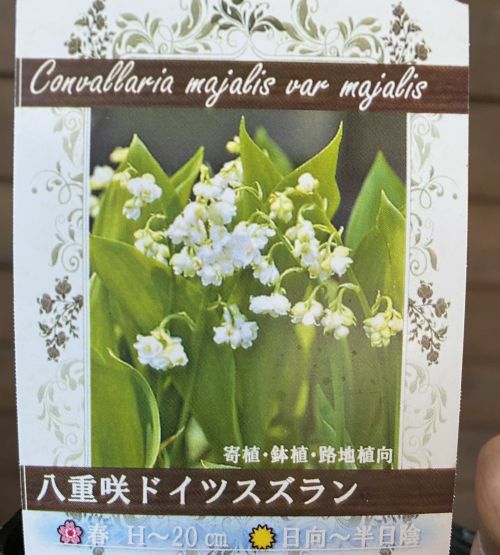 Convallaria majalis var majalis
寄植・鉢植・路地植向
八重咲ドイツスズラン
春 H～20㎝ 日向～半日陰